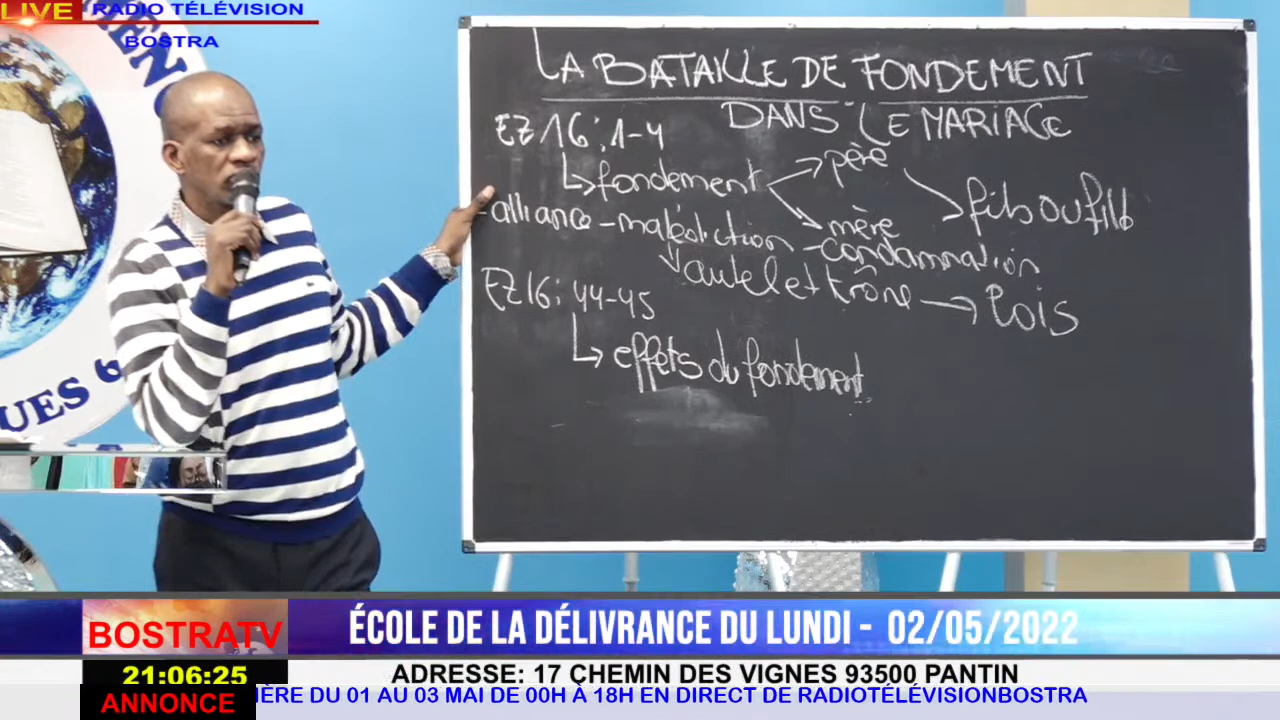 LIVE RADIO TÉLÉVISION
BOSTRA
LA BATAILLE DE FONDEMENT
DANS LE MARIAGE
EZ 16 : 1-4
↳ fondement
père
mère
fils ou fille
- alliance - malédiction - condamnation
autel et trône → lois
EZ 16 : 44-45
↳ effets du fondement
UES 6
BOSTRATV
ÉCOLE DE LA DÉLIVRANCE DU LUNDI - 02/05/2022
21:06:25
ADRESSE: 17 CHEMIN DES VIGNES 93500 PANTIN
ANNONCE
IÈRE DU 01 AU 03 MAI DE 00H À 18H EN DIRECT DE RADIOTÉLÉVISIONBOSTRA